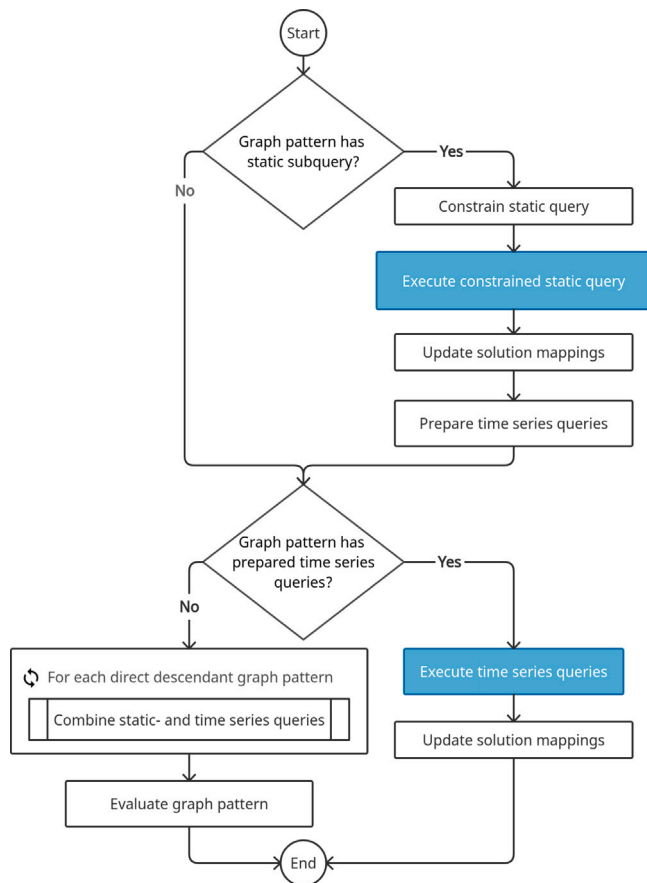 Start
Graph pattern has
static subquery?
Yes
No
Constrain static query
Execute constrained static query
Update solution mappings
Prepare time series queries
Graph pattern has
prepared time series
queries?
Yes
No
For each direct descendant graph pattern
Combine static- and time series queries
Execute time series queries
Update solution mappings
Evaluate graph pattern
End